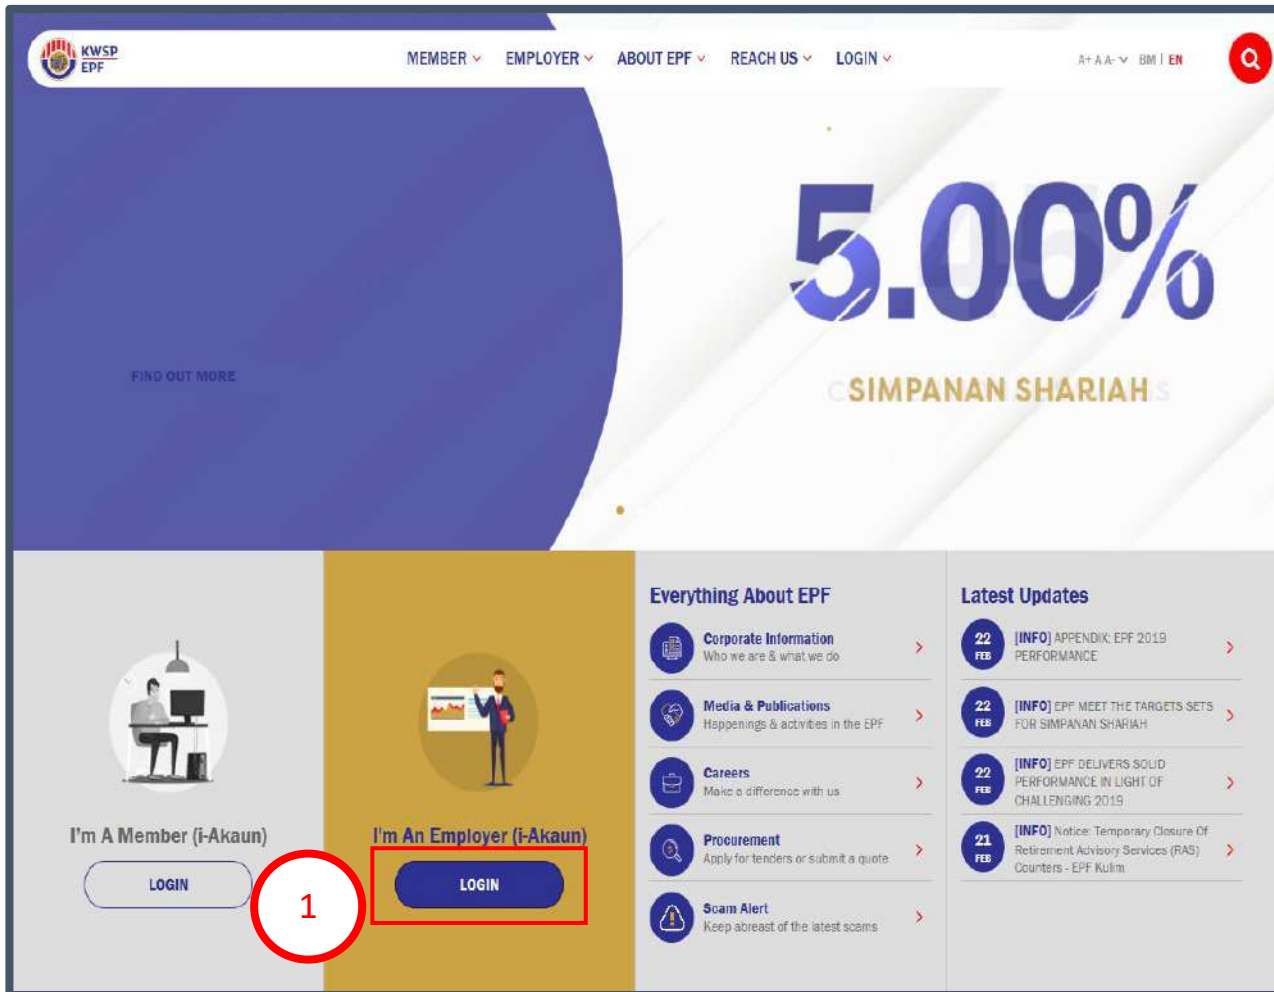 KWSP
EPF
MEMBER
EMPLOYER
ABOUT EPF
REACH US
LOGIN
A+ A A-
BM | EN
5.00%
SIMPANAN SHARIAH
FIND OUT MORE
I'm A Member (i-Akaun)
LOGIN
1
I'm An Employer (i-Akaun)
LOGIN
Everything About EPF
Corporate Information
Who we are & what we do
Media & Publications
Happenings & activities in the EPF
Careers
Make a difference with us
Procurement
Apply for tenders or submit a quote
Scam Alert
Keep abreast of the latest scams
Latest Updates
22
FEB
[INFO] APPENDIX: EPF 2019
PERFORMANCE
22
FEB
[INFO] EPF MEET THE TARGETS SETS
FOR SIMPANAN SHARIAH
22
FEB
[INFO] EPF DELIVERS SOLID
PERFORMANCE IN LIGHT OF
CHALLENGING 2019
21
FEB
[INFO] Notice: Temporary Closure Of
Retirement Advisory Services (RAS)
Counters - EPF Kulim